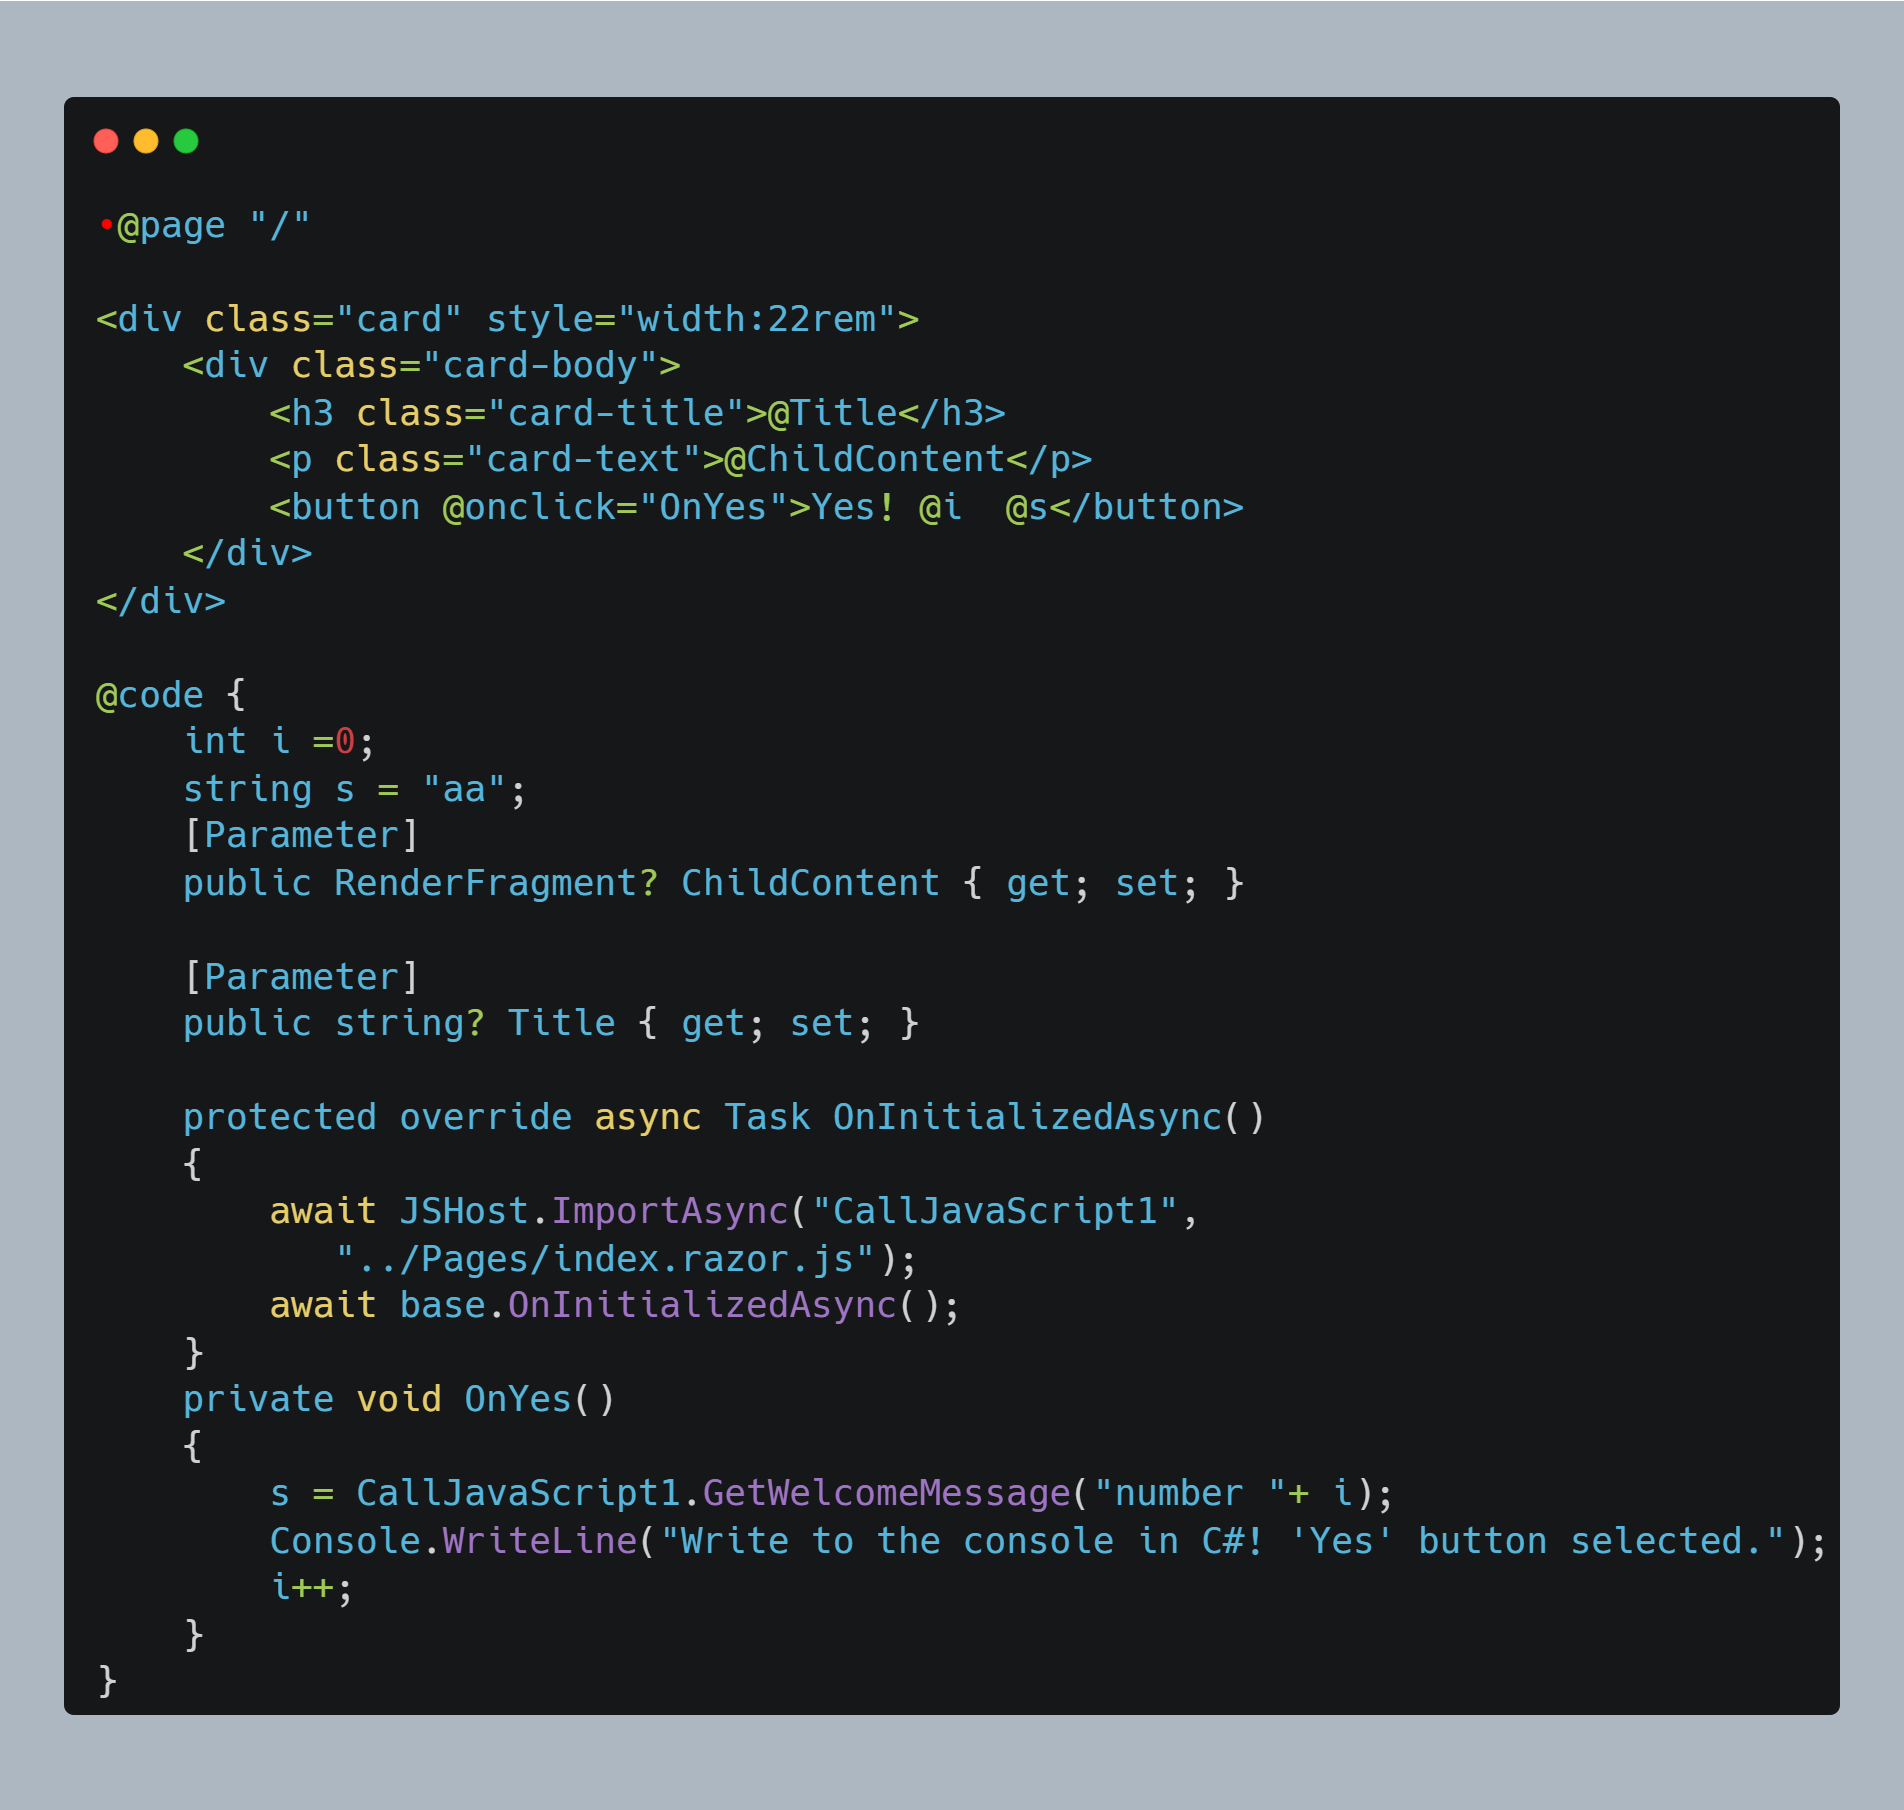 •@page "/"

<div class="card" style="width:22rem">
    <div class="card-body">
        <h3 class="card-title">@Title</h3>
        <p class="card-text">@ChildContent</p>
        <button @onclick="OnYes">Yes! @i  @s</button>
    </div>
</div>

@code {
    int i =0;
    string s = "aa";
    [Parameter]
    public RenderFragment? ChildContent { get; set; }

    [Parameter]
    public string? Title { get; set; }

    protected override async Task OnInitializedAsync()
    {
        await JSHost.ImportAsync("CallJavaScript1",
           "../Pages/index.razor.js");
        await base.OnInitializedAsync();
    }
    private void OnYes()
    {
        s = CallJavaScript1.GetWelcomeMessage("number "+ i);
        Console.WriteLine("Write to the console in C#! 'Yes' button selected.");
        i++;
    }
}